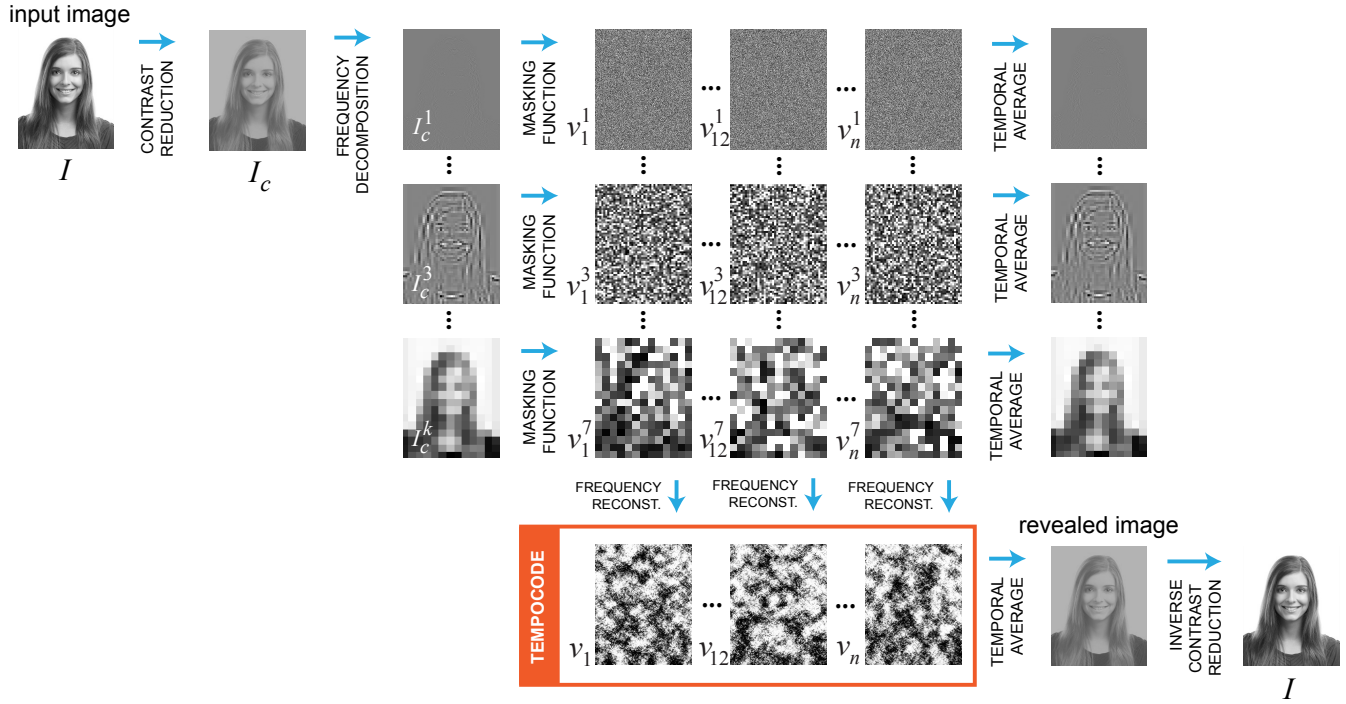 input image
I
CONTRAST
REDUCTION
I_c
FREQUENCY
DECOMPOSITION
I_c^1
MASKING
FUNCTION
v_1^1
...
v_12^1
...
v_n^1
TEMPORAL
AVERAGE
I_c^3
MASKING
FUNCTION
v_1^3
...
v_12^3
...
v_n^3
TEMPORAL
AVERAGE
I_c^k
MASKING
FUNCTION
v_1^7
...
v_12^7
...
v_n^7
TEMPORAL
AVERAGE
FREQUENCY
RECONST.
FREQUENCY
RECONST.
FREQUENCY
RECONST.
TEMPOCODE
v_1
...
v_12
...
v_n
TEMPORAL
AVERAGE
revealed image
INVERSE
CONTRAST
REDUCTION
I